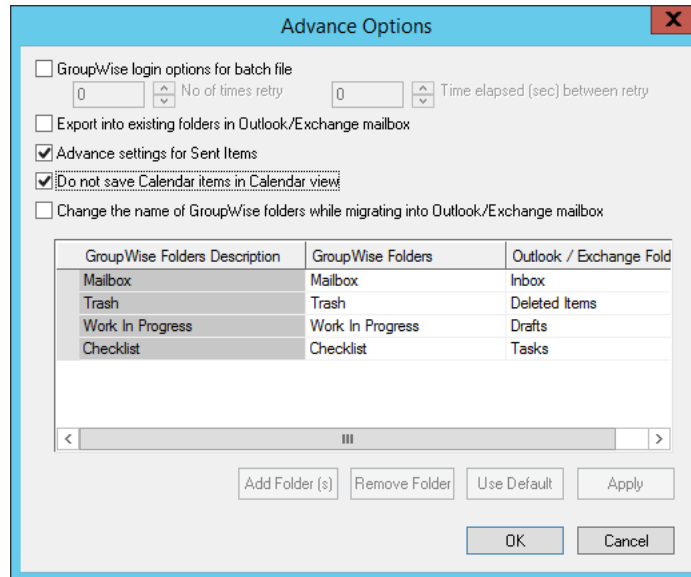 Advance Options
X
GroupWise login options for batch file
0 No of times retry 0 Time elapsed (sec) between retry
Export into existing folders in Outlook/Exchange mailbox
Advance settings for Sent Items
Do not save Calendar items in Calendar view
Change the name of GroupWise folders while migrating into Outlook/Exchange mailbox
GroupWise Folders Description GroupWise Folders Outlook / Exchange Fold
Mailbox Mailbox Inbox
Trash Trash Deleted Items
Work In Progress Work In Progress Drafts
Checklist Checklist Tasks
Add Folder (s) Remove Folder Use Default Apply
OK Cancel